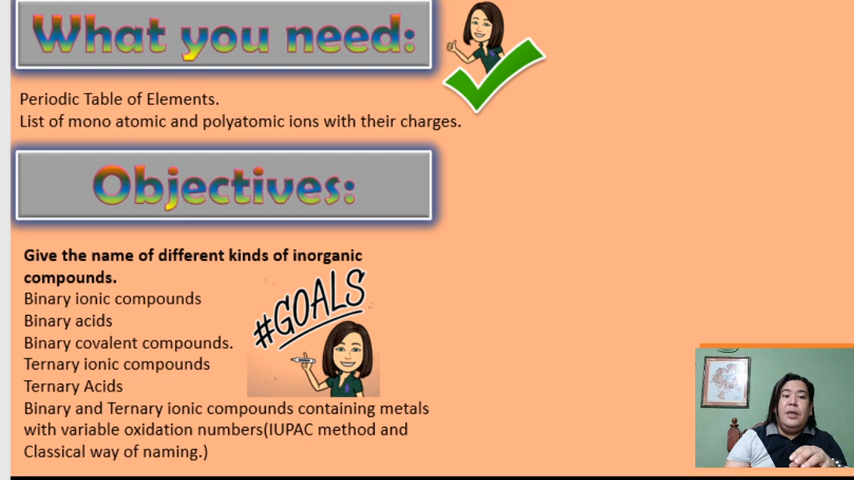 What you need:
Periodic Table of Elements.
List of mono atomic and polyatomic ions with their charges.
Objectives:
Give the name of different kinds of inorganic
compounds.
Binary ionic compounds
Binary acids
Binary covalent compounds.
Ternary ionic compounds
Ternary Acids
#GOALS
Binary and Ternary ionic compounds containing metals
with variable oxidation numbers(IUPAC method and
Classical way of naming.)